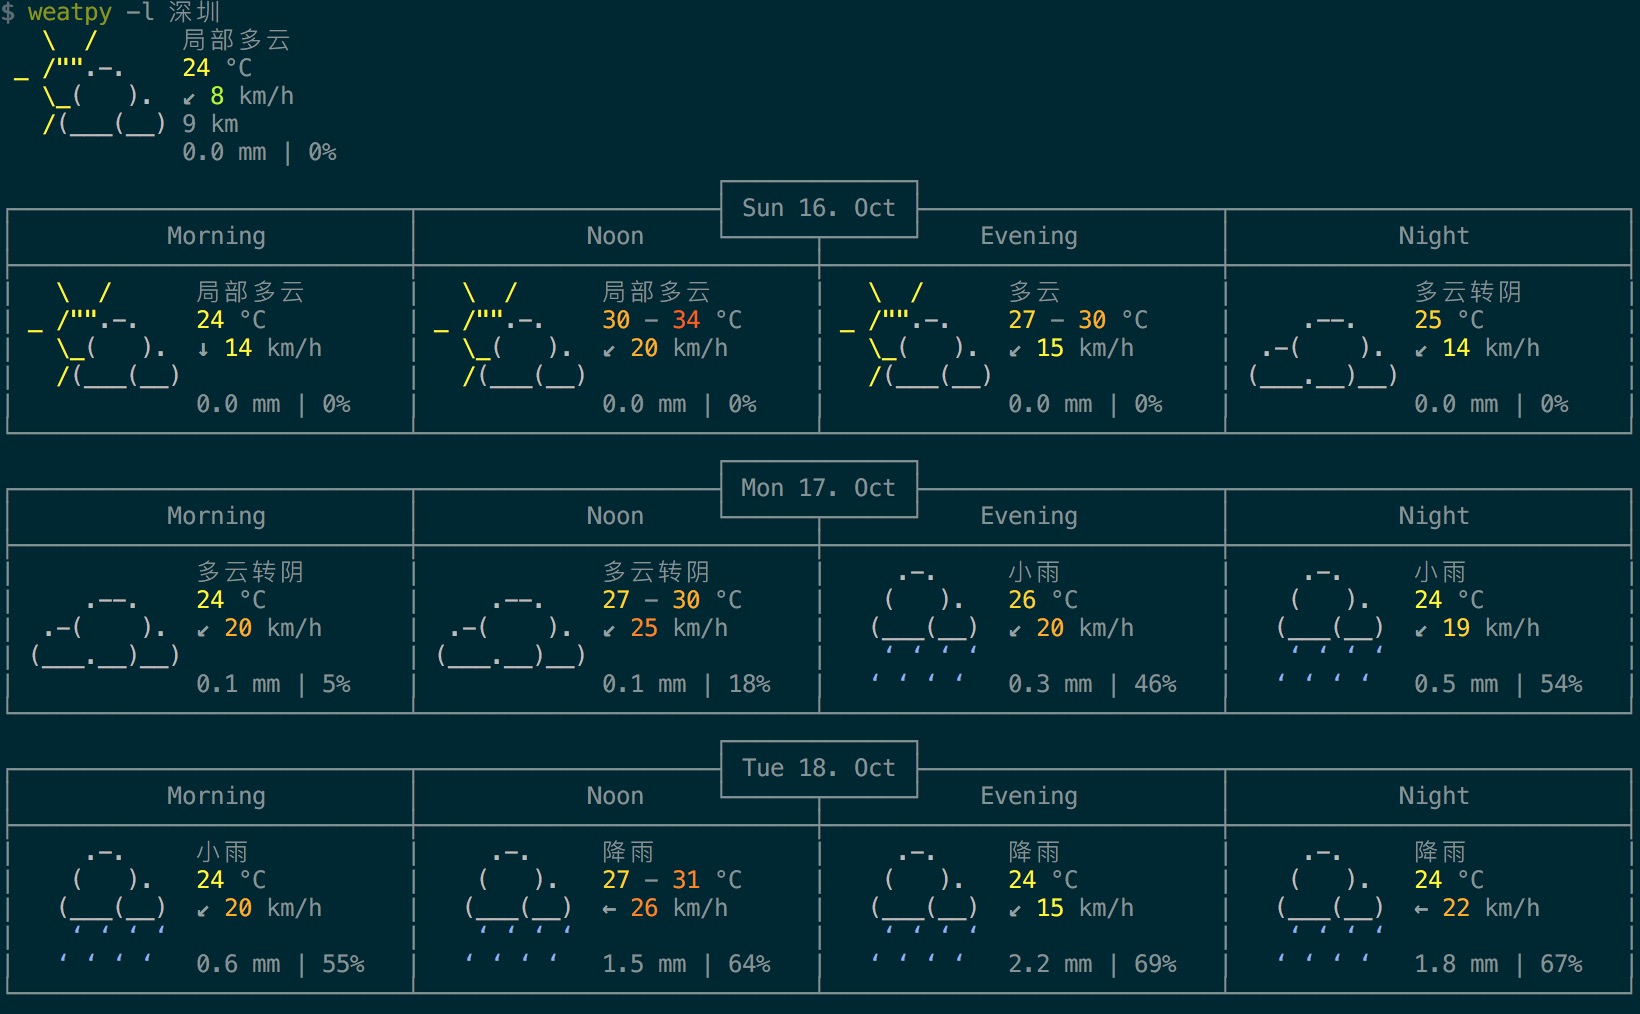 $ weatpy -l 深圳
局部多云
24 °C
↙ 8 km/h
9 km
0.0 mm | 0%
Sun 16. Oct
Morning Noon Evening Night
局部多云 局部多云 多云 多云转阴
24 °C 30 – 34 °C 27 – 30 °C 25 °C
↓ 14 km/h ↙ 20 km/h ↙ 15 km/h ↙ 14 km/h
0.0 mm | 0% 0.0 mm | 0% 0.0 mm | 0% 0.0 mm | 0%
Mon 17. Oct
Morning Noon Evening Night
多云转阴 多云转阴 小雨 小雨
24 °C 27 – 30 °C 26 °C 24 °C
↙ 20 km/h ↙ 25 km/h ↙ 20 km/h ↙ 19 km/h
0.1 mm | 5% 0.1 mm | 18% 0.3 mm | 46% 0.5 mm | 54%
Tue 18. Oct
Morning Noon Evening Night
小雨 降雨 降雨 降雨
24 °C 27 – 31 °C 24 °C 24 °C
↙ 20 km/h ← 26 km/h ↙ 15 km/h ← 22 km/h
0.6 mm | 55% 1.5 mm | 64% 2.2 mm | 69% 1.8 mm | 67%